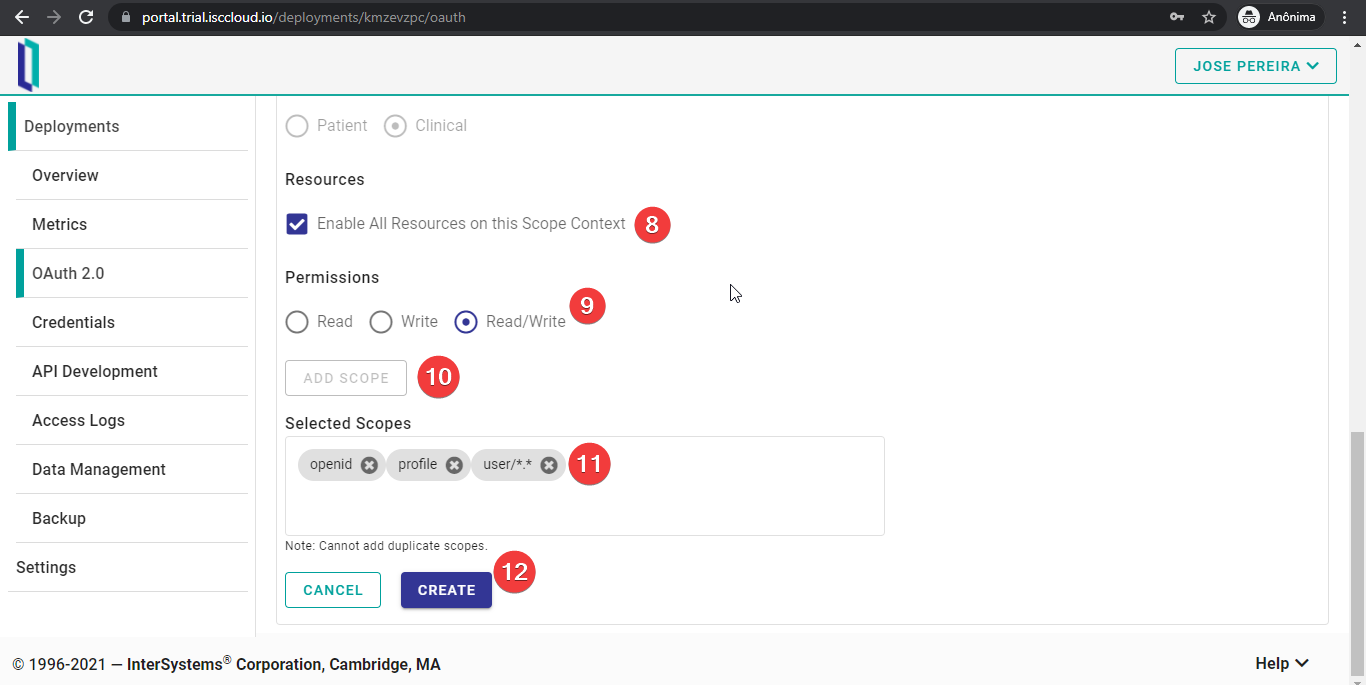 portal.trial.isccloud.io/deployments/kmzevzpc/oauth
Anônima
JOSE PEREIRA
Deployments
Overview
Metrics
OAuth 2.0
Credentials
API Development
Access Logs
Data Management
Backup
Settings
Patient Clinical
Resources
Enable All Resources on this Scope Context 8
Permissions
Read Write Read/Write 9
ADD SCOPE 10
Selected Scopes
openid profile user/*.* 11
Note: Cannot add duplicate scopes.
CANCEL CREATE 12
© 1996-2021 — InterSystems® Corporation, Cambridge, MA
Help